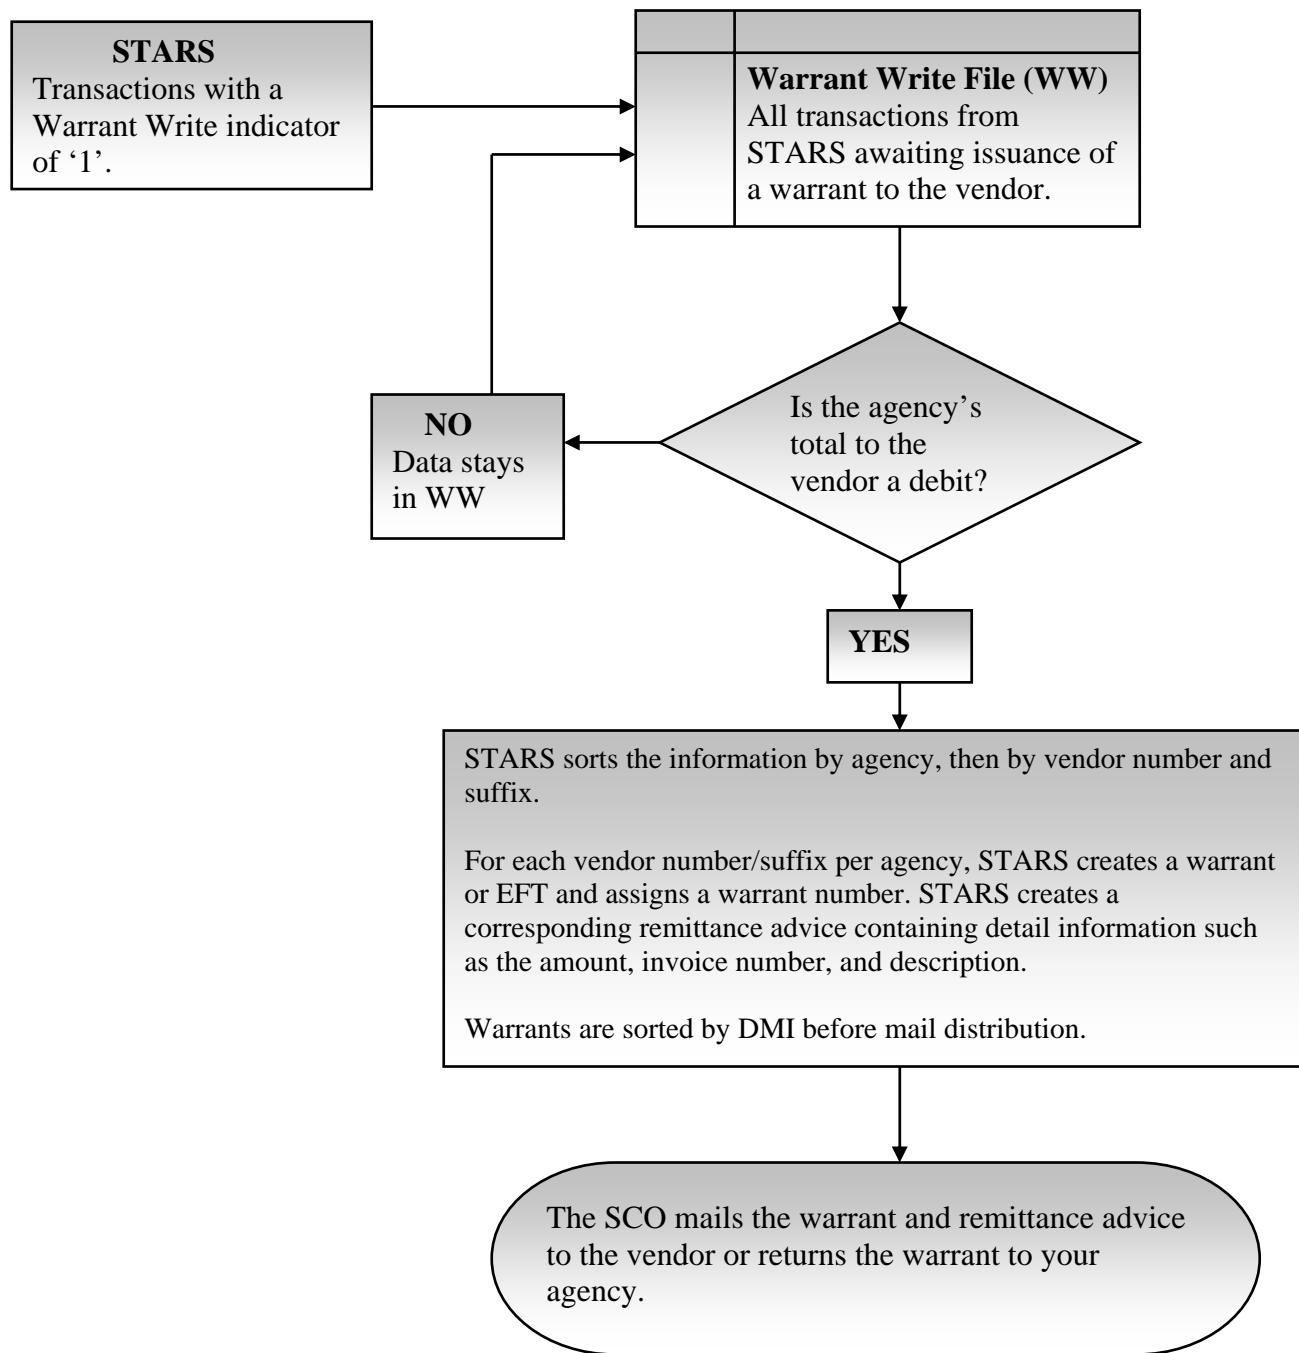 STARS
Transactions with a
Warrant Write indicator
of ‘1’.
Warrant Write File (WW)
All transactions from
STARS awaiting issuance of
a warrant to the vendor.
Is the agency’s
total to the
vendor a debit?
NO
Data stays
in WW
YES
STARS sorts the information by agency, then by vendor number and
suffix.
For each vendor number/suffix per agency, STARS creates a warrant
or EFT and assigns a warrant number. STARS creates a
corresponding remittance advice containing detail information such
as the amount, invoice number, and description.
Warrants are sorted by DMI before mail distribution.
The SCO mails the warrant and remittance advice
to the vendor or returns the warrant to your
agency.